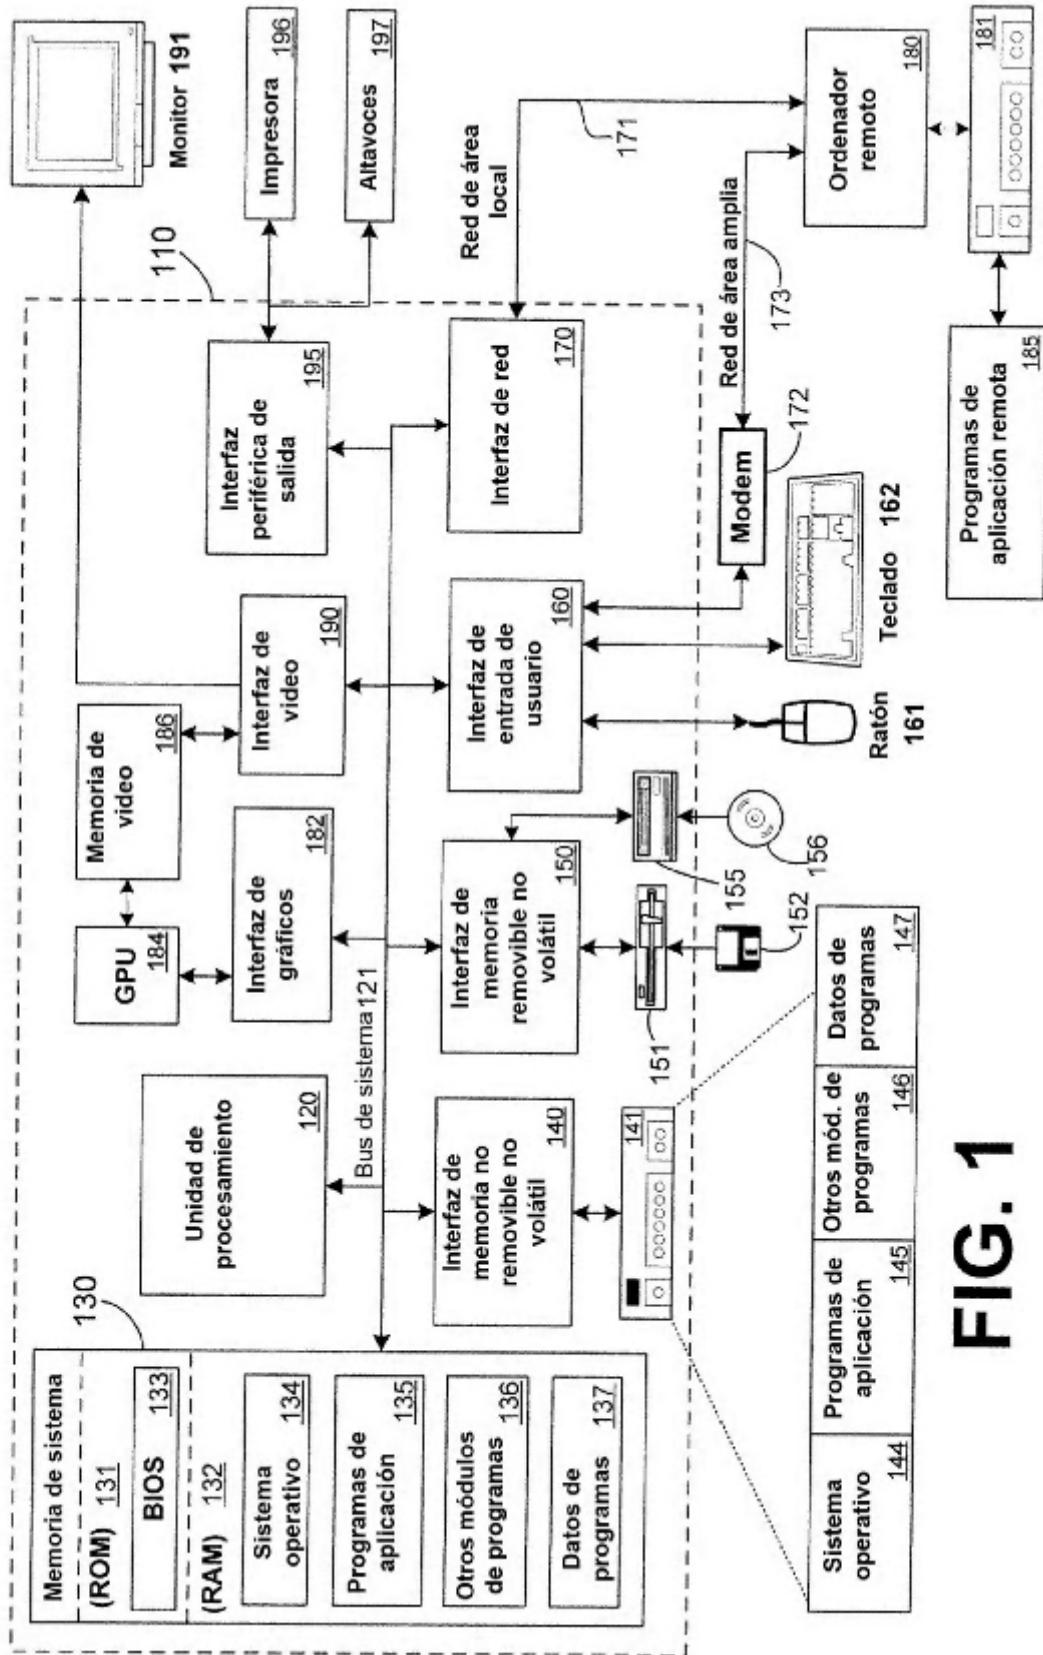 Monitor 191
110
Impresora
196
Altavoces
197
Memoria de
video
186
GPU
184
Interfaz de
gráficos
182
Interfaz de
video
190
Interfaz
periférica de
salida
195
Unidad de
procesamiento
120
130
Memoria de sistema
(ROM) 131
BIOS
133
(RAM) 132
Sistema
operativo
134
Programas de
aplicación
135
Otros módulos
de programas
136
Datos de
programas
137
Bus de sistema 121
Interfaz de
memoria no
removible no
volátil
140
Interfaz de
memoria
removible no
volátil
150
Interfaz de
entrada de
usuario
160
Interfaz de red
170
Red de área
local
171
141
151
152
155
156
Modem
172
Red de área amplia
173
Ratón
161
Teclado 162
Ordenador
remoto
180
181
Programas de
aplicación remota
185
Sistema
operativo
144
Programas de
aplicación
145
Otros mód. de
programas
146
Datos de
programas
147
FIG. 1